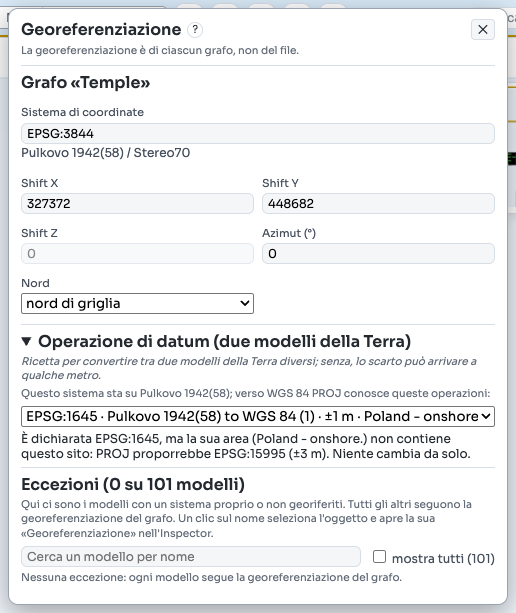 Georeferenziazione ?
La georeferenziazione è di ciascun grafo, non del file.
Grafo «Temple»
Sistema di coordinate
EPSG:3844
Pulkovo 1942(58) / Stereo70
Shift X Shift Y
327372 448682
Shift Z Azimut (°)
0 0
Nord
nord di griglia
▼ Operazione di datum (due modelli della Terra)
Ricetta per convertire tra due modelli della Terra diversi; senza, lo scarto può arrivare a
qualche metro.
Questo sistema sta su Pulkovo 1942(58); verso WGS 84 PROJ conosce queste operazioni:
EPSG:1645 · Pulkovo 1942(58) to WGS 84 (1) · ±1 m · Poland - onshore
È dichiarata EPSG:1645, ma la sua area (Poland - onshore.) non contiene
questo sito: PROJ proporrebbe EPSG:15995 (±3 m). Niente cambia da solo.
Eccezioni (0 su 101 modelli)
Qui ci sono i modelli con un sistema proprio o non georiferiti. Tutti gli altri seguono la
georeferenziazione del grafo. Un clic sul nome seleziona l'oggetto e apre la sua
«Georeferenziazione» nell'Inspector.
Cerca un modello per nome mostra tutti (101)
Nessuna eccezione: ogni modello segue la georeferenziazione del grafo.